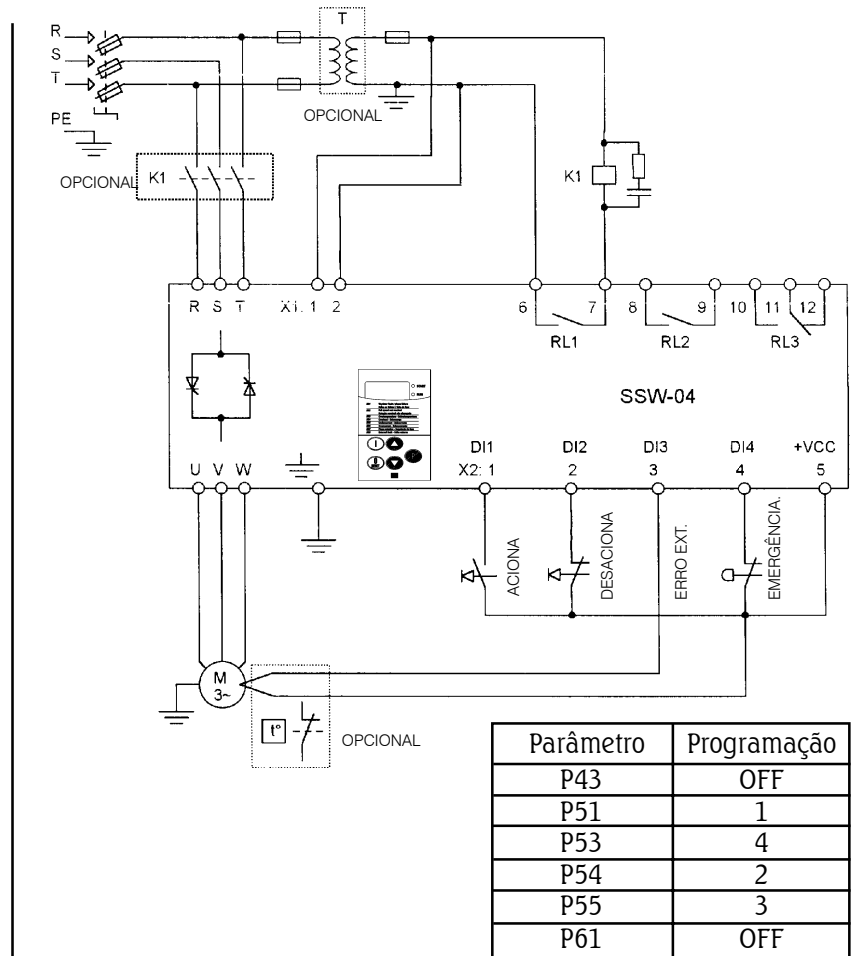 T
R
S
T
OPCIONAL
PE
OPCIONAL
K1
K1
R S T X1: 1 2
6 7 8 9 10 11 12
RL1 RL2 RL3
SSW-04
DI1 DI2 DI3 DI4 +VCC
U V W X2: 1 2 3 4 5
ACIONA
DESACIONA
ERRO EXT.
EMERGÊNCIA.
M
3~
t°
OPCIONAL
Parâmetro Programação
P43 OFF
P51 1
P53 4
P54 2
P55 3
P61 OFF